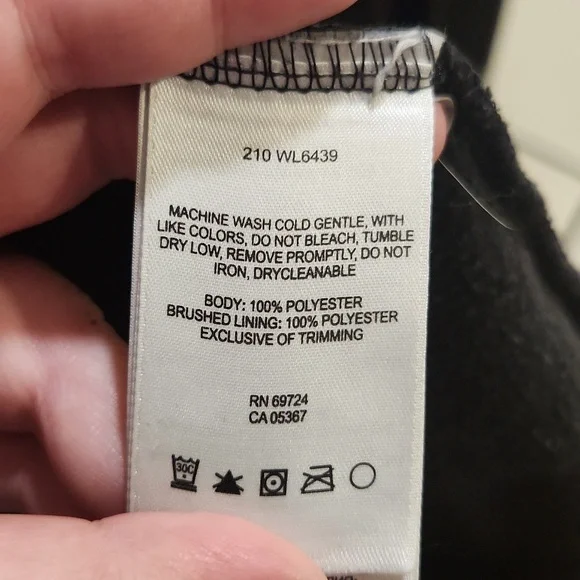 210 WL6439
MACHINE WASH COLD GENTLE, WITH
LIKE COLORS, DO NOT BLEACH, TUMBLE
DRY LOW, REMOVE PROMPTLY, DO NOT
IRON, DRYCLEANABLE
BODY: 100% POLYESTER
BRUSHED LINING: 100% POLYESTER
EXCLUSIVE OF TRIMMING
RN 69724
CA 05367
30C